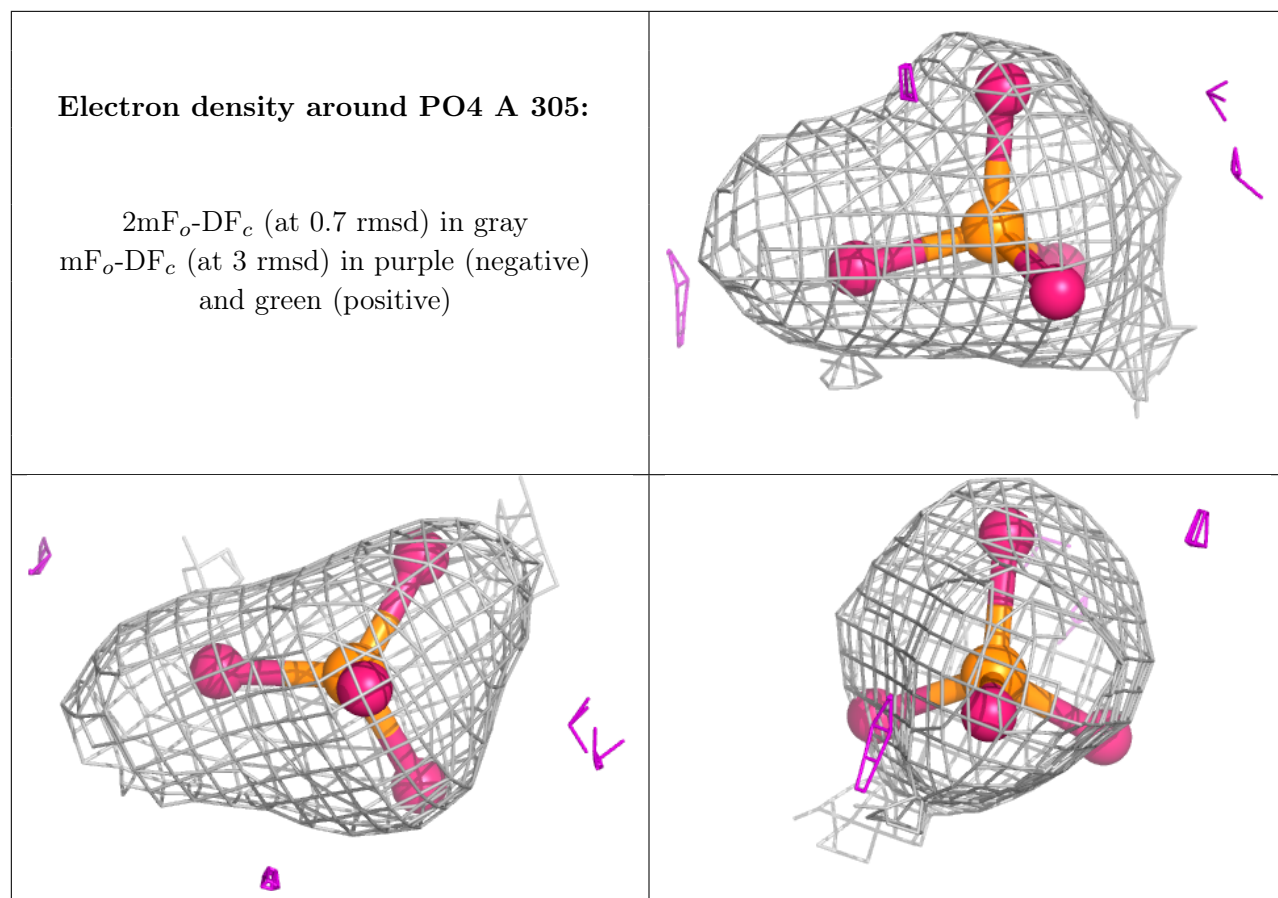 Electron density around PO4 A 305:
2mFo-DFc (at 0.7 rmsd) in gray
mFo-DFc (at 3 rmsd) in purple (negative)
and green (positive)